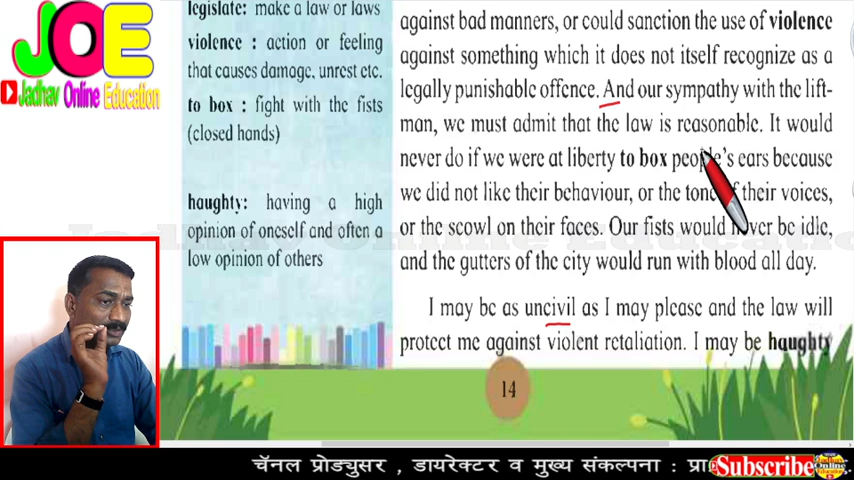 JOE
Jadhav Online Education
legislate: make a law or laws
violence : action or feeling
that causes damage, unrest etc.
to box : fight with the fists
(closed hands)
haughty: having a high
opinion of oneself and often a
low opinion of others
against bad manners, or could sanction the use of violence
against something which it does not itself recognize as a
legally punishable offence. And our sympathy with the lift-
man, we must admit that the law is reasonable. It would
never do if we were at liberty to box people's ears because
we did not like their behaviour, or the tone of their voices,
or the scowl on their faces. Our fists would never be idle,
and the gutters of the city would run with blood all day.
I may be as uncivil as I may please and the law will
protect me against violent retaliation. I may be haughty
14
Jadhav Online Education
चॅनल प्रोड्युसर , डायरेक्टर व मुख्य संकल्पना :
Subscribe